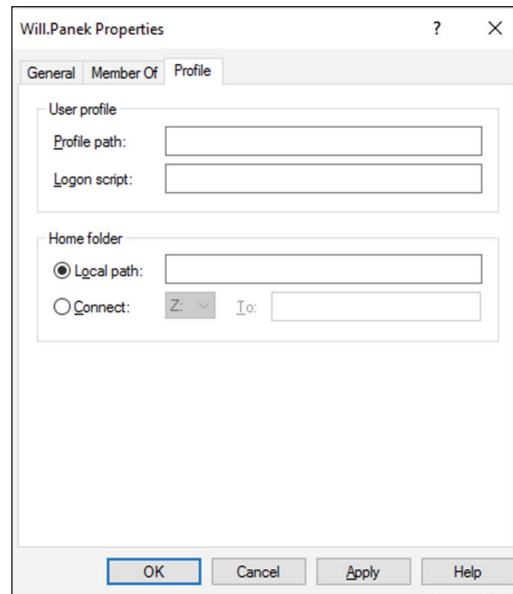 Will.Panek Properties ? X
General Member Of Profile
User profile
Profile path:
Logon script:
Home folder
Local path:
Connect: Z: To:
OK Cancel Apply Help